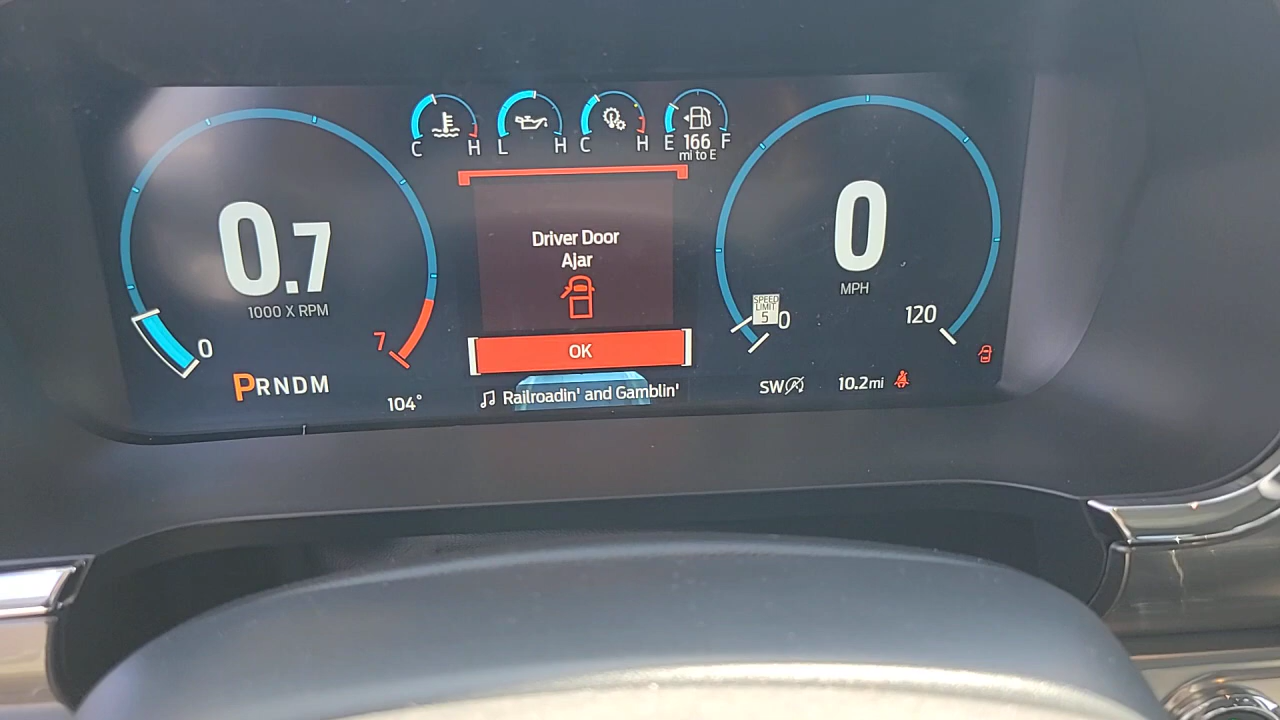 C H
L H
C H
E 166 F
mi to E
0.7
1000 X RPM
0
7
PRNDM
104°
Driver Door
Ajar
OK
Railroadin' and Gamblin'
0
MPH
SPEED
LIMIT
5
0
120
SW
10.2mi